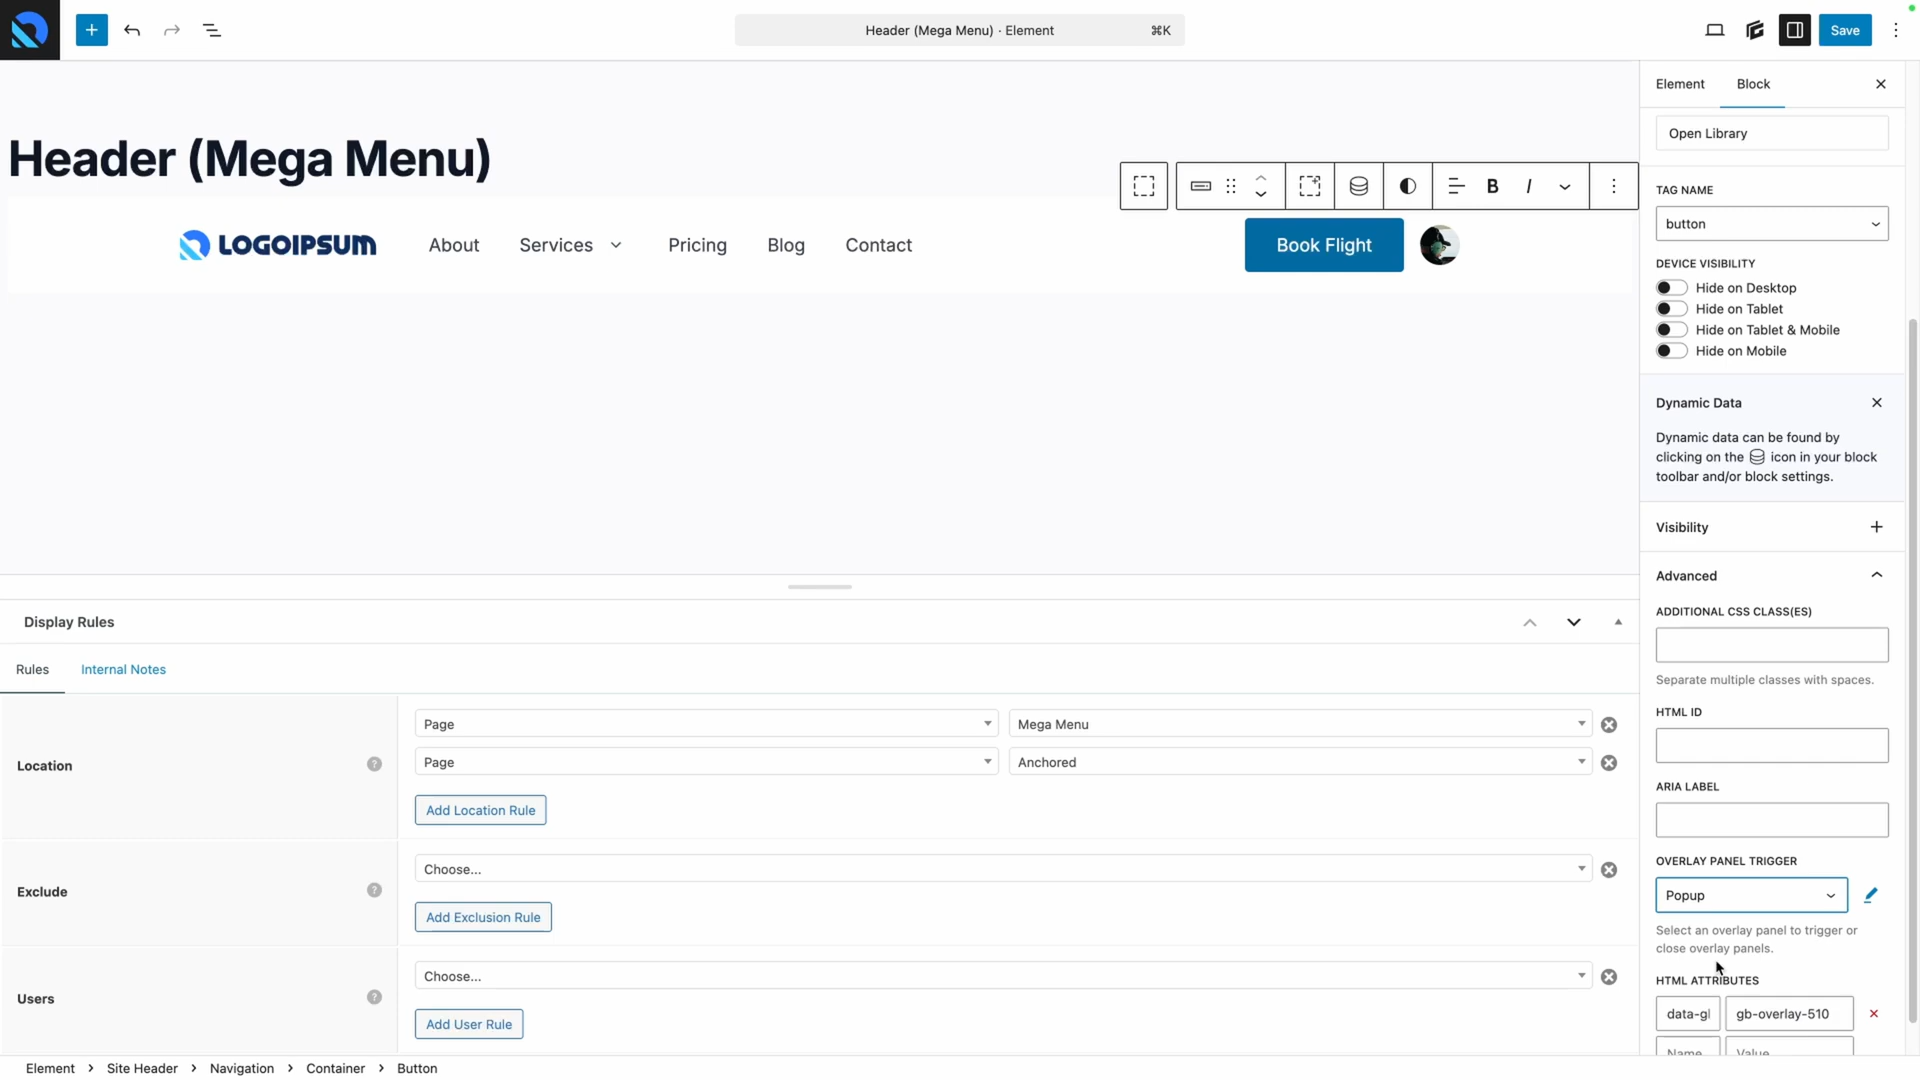 Header (Mega Menu) · Element ⌘K
Save
Element Block
Open Library
Header (Mega Menu)
TAG NAME
B I
button
LOGOIPSUM About Services Pricing Blog Contact Book Flight
DEVICE VISIBILITY
Hide on Desktop
Hide on Tablet
Hide on Tablet & Mobile
Hide on Mobile
Dynamic Data
Dynamic data can be found by
clicking on the icon in your block
toolbar and/or block settings.
Visibility
Advanced
ADDITIONAL CSS CLASS(ES)
Separate multiple classes with spaces.
HTML ID
ARIA LABEL
OVERLAY PANEL TRIGGER
Popup
Select an overlay panel to trigger or
close overlay panels.
HTML ATTRIBUTES
data-gl gb-overlay-510
Name Value
Display Rules
Rules Internal Notes
Location
Page Mega Menu
Page Anchored
Add Location Rule
Exclude
Choose...
Add Exclusion Rule
Users
Choose...
Add User Rule
Element > Site Header > Navigation > Container > Button